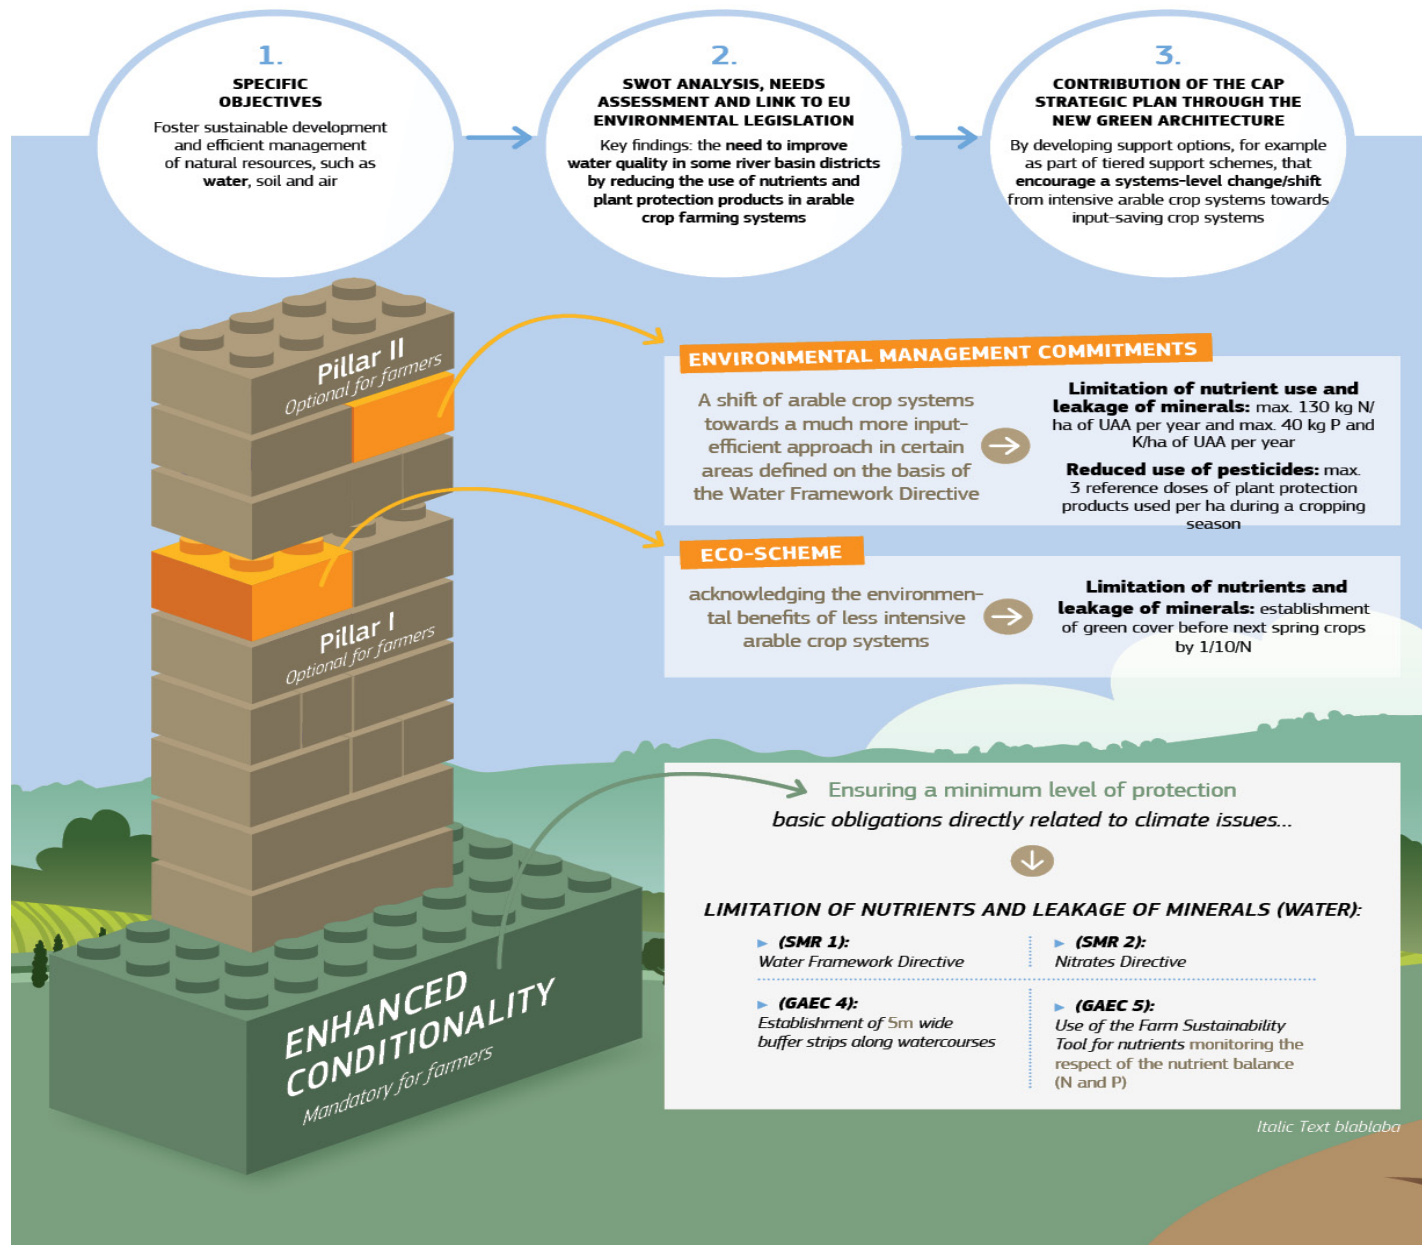 1.
SPECIFIC
OBJECTIVES
Foster sustainable development
and efficient management
of natural resources, such as
water, soil and air
2.
SWOT ANALYSIS, NEEDS
ASSESSMENT AND LINK TO EU
ENVIRONMENTAL LEGISLATION
Key findings: the need to improve
water quality in some river basin districts
by reducing the use of nutrients and
plant protection products in arable
crop farming systems
3.
CONTRIBUTION OF THE CAP
STRATEGIC PLAN THROUGH THE
NEW GREEN ARCHITECTURE
By developing support options, for example
as part of tiered support schemes, that
encourage a systems-level change/shift
from intensive arable crop systems towards
input-saving crop systems
Pillar II
Optional for farmers
ENVIRONMENTAL MANAGEMENT COMMITMENTS
A shift of arable crop systems
towards a much more input-
efficient approach in certain
areas defined on the basis of
the Water Framework Directive
Limitation of nutrient use and
leakage of minerals: max. 130 kg N/
ha of UAA per year and max. 40 kg P and
K/ha of UAA per year
Reduced use of pesticides: max.
3 reference doses of plant protection
products used per ha during a cropping
season
Pillar I
Optional for farmers
ECO-SCHEME
acknowledging the environmen-
tal benefits of less intensive
arable crop systems
Limitation of nutrients and
leakage of minerals: establishment
of green cover before next spring crops
by 1/10/N
ENHANCED
CONDITIONALITY
Mandatory for farmers
Ensuring a minimum level of protection
basic obligations directly related to climate issues...
LIMITATION OF NUTRIENTS AND LEAKAGE OF MINERALS (WATER):
(SMR 1):
Water Framework Directive
(SMR 2):
Nitrates Directive
(GAEC 4):
Establishment of 5m wide
buffer strips along watercourses
(GAEC 5):
Use of the Farm Sustainability
Tool for nutrients monitoring the
respect of the nutrient balance
(N and P)
Italic Text blablaba